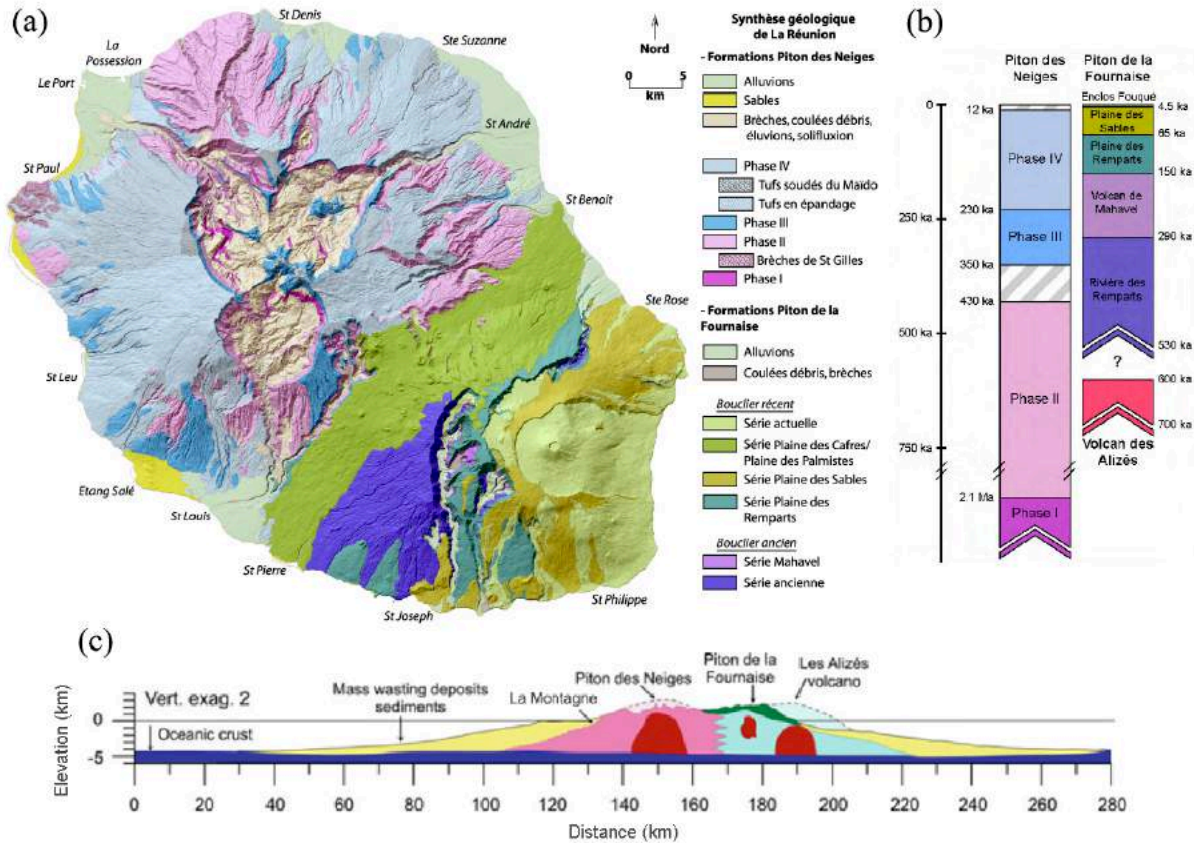 (a)
St Denis
Ste Suzanne
La
Possession
Le Port
St André
St Paul
St Benoit
Ste Rose
St Leu
Etang Salé
St Louis
St Pierre
St Joseph
St Philippe
Nord
0 5
km
Synthèse géologique
de La Réunion
- Formations Piton des Neiges
Alluvions
Sables
Brèches, coulées débris,
éluvions, solifluxion
Phase IV
Tufs soudés du Maïdo
Tufs en épandage
Phase III
Phase II
Brèches de St Gilles
Phase I
- Formations Piton de la
Fournaise
Alluvions
Coulées débris, brèches
Bouclier récent
Série actuelle
Série Plaine des Cafres/
Plaine des Palmistes
Série Plaine des Sables
Série Plaine des
Remparts
Bouclier ancien
Série Mahavel
Série ancienne
(b)
Piton des
Neiges
Piton de la
Fournaise
Enclos Fouqué
0
250 ka
500 ka
750 ka
12 ka
Phase IV
230 ka
Phase III
350 ka
430 ka
Phase II
2.1 Ma
Phase I
4.5 ka
Plaine des
Sables
65 ka
Plaine des
Remparts
150 ka
Volcan de
Mahavel
290 ka
Rivière des
Remparts
530 ka
?
600 ka
700 ka
Volcan des
Alizés
(c)
Vert. exag. 2
Mass wasting deposits
sediments
La Montagne
Piton des Neiges
Piton de la
Fournaise
Les Alizés
volcano
Oceanic crust
Elevation (km)
0
-5
0 20 40 60 80 100 120 140 160 180 200 220 240 260 280
Distance (km)